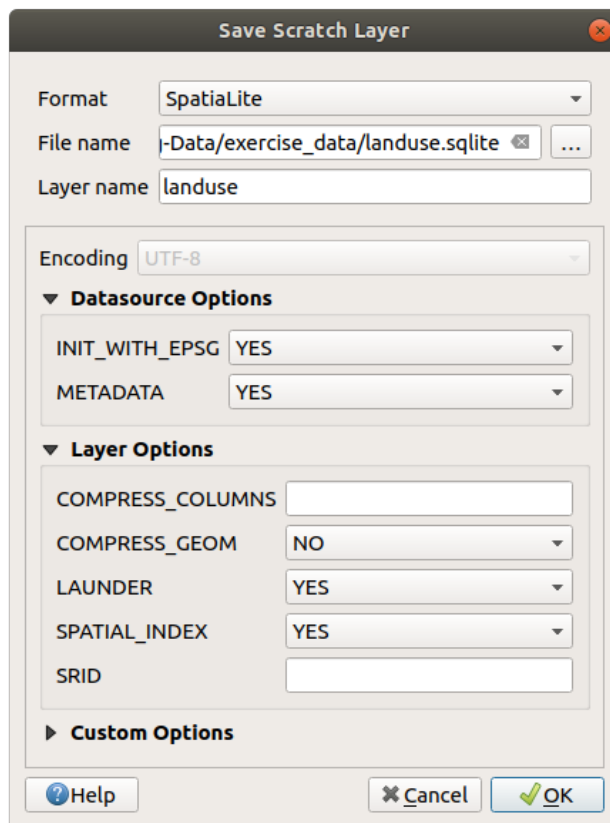 Save Scratch Layer
Format SpatiaLite
File name -Data/exercise_data/landuse.sqlite ...
Layer name landuse
Encoding UTF-8
Datasource Options
INIT_WITH_EPSG YES
METADATA YES
Layer Options
COMPRESS_COLUMNS
COMPRESS_GEOM NO
LAUNDER YES
SPATIAL_INDEX YES
SRID
Custom Options
Help Cancel OK